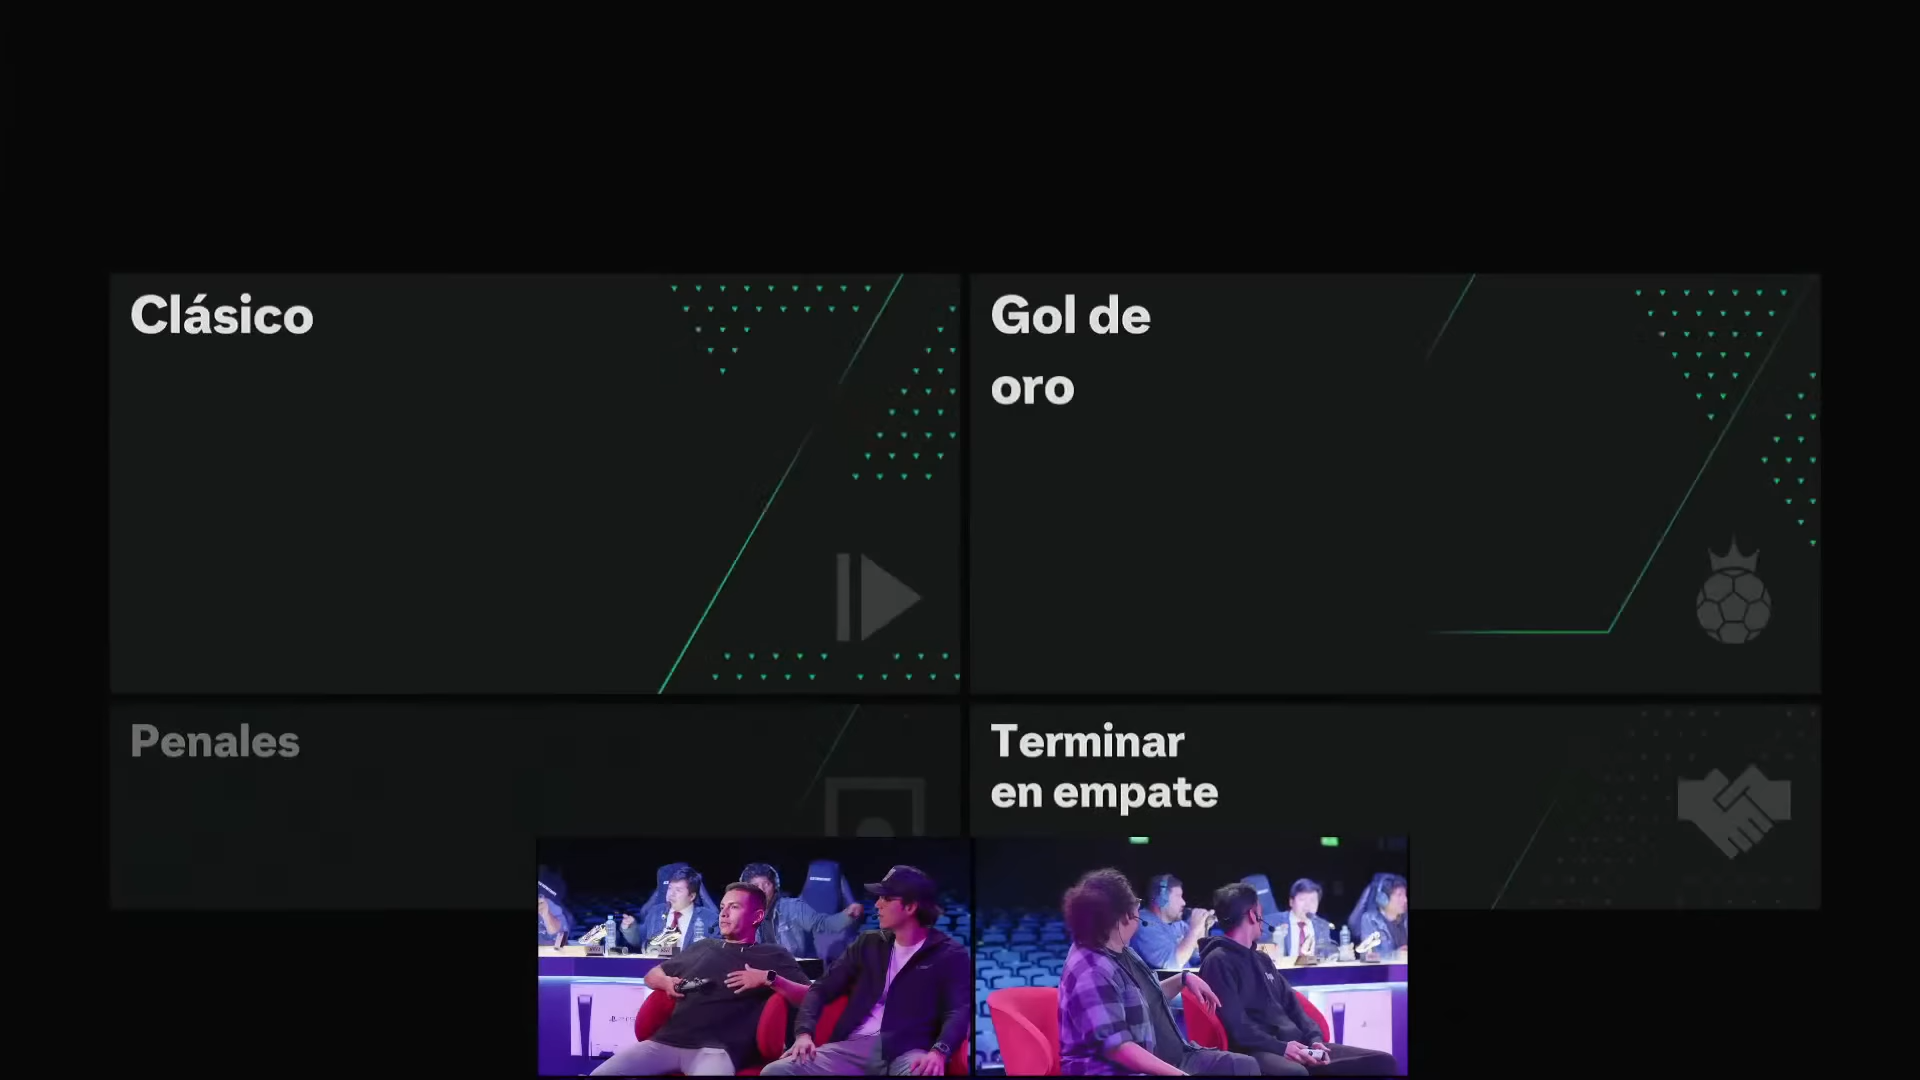 Clásico
Gol de
oro
Penales
Terminar
en empate